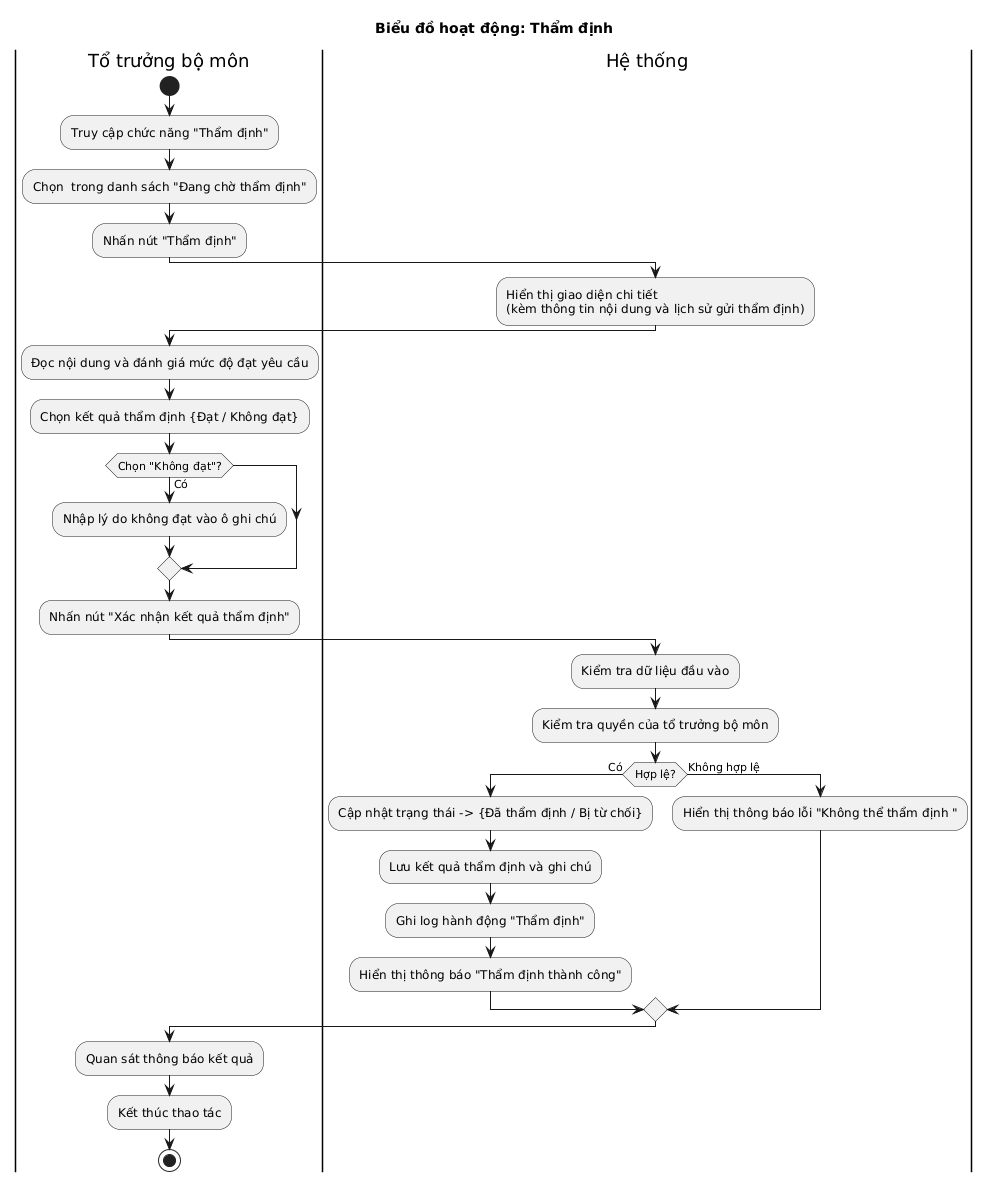 Biểu đồ hoạt động: Thẩm định
Tổ trưởng bộ môn
Hệ thống
Truy cập chức năng "Thẩm định"
Chọn  trong danh sách "Đang chờ thẩm định"
Nhấn nút "Thẩm định"
Hiển thị giao diện chi tiết
(kèm thông tin nội dung và lịch sử gửi thẩm định)
Đọc nội dung và đánh giá mức độ đạt yêu cầu
Chọn kết quả thẩm định {Đạt / Không đạt}
Chọn "Không đạt"?
Có
Nhập lý do không đạt vào ô ghi chú
Nhấn nút "Xác nhận kết quả thẩm định"
Kiểm tra dữ liệu đầu vào
Kiểm tra quyền của tổ trưởng bộ môn
Hợp lệ?
Có
Không hợp lệ
Cập nhật trạng thái -> {Đã thẩm định / Bị từ chối}
Hiển thị thông báo lỗi "Không thể thẩm định "
Lưu kết quả thẩm định và ghi chú
Ghi log hành động "Thẩm định"
Hiển thị thông báo "Thẩm định thành công"
Quan sát thông báo kết quả
Kết thúc thao tác